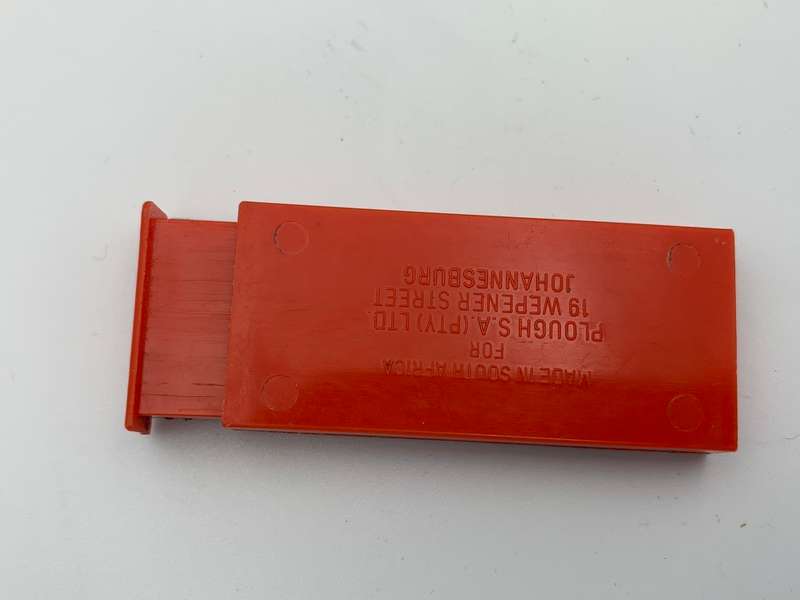 MADE IN SOUTH AFRICA
FOR
PLOUGH S.A.(PTY) LTD.
19 WEPENER STREET
JOHANNESBURG